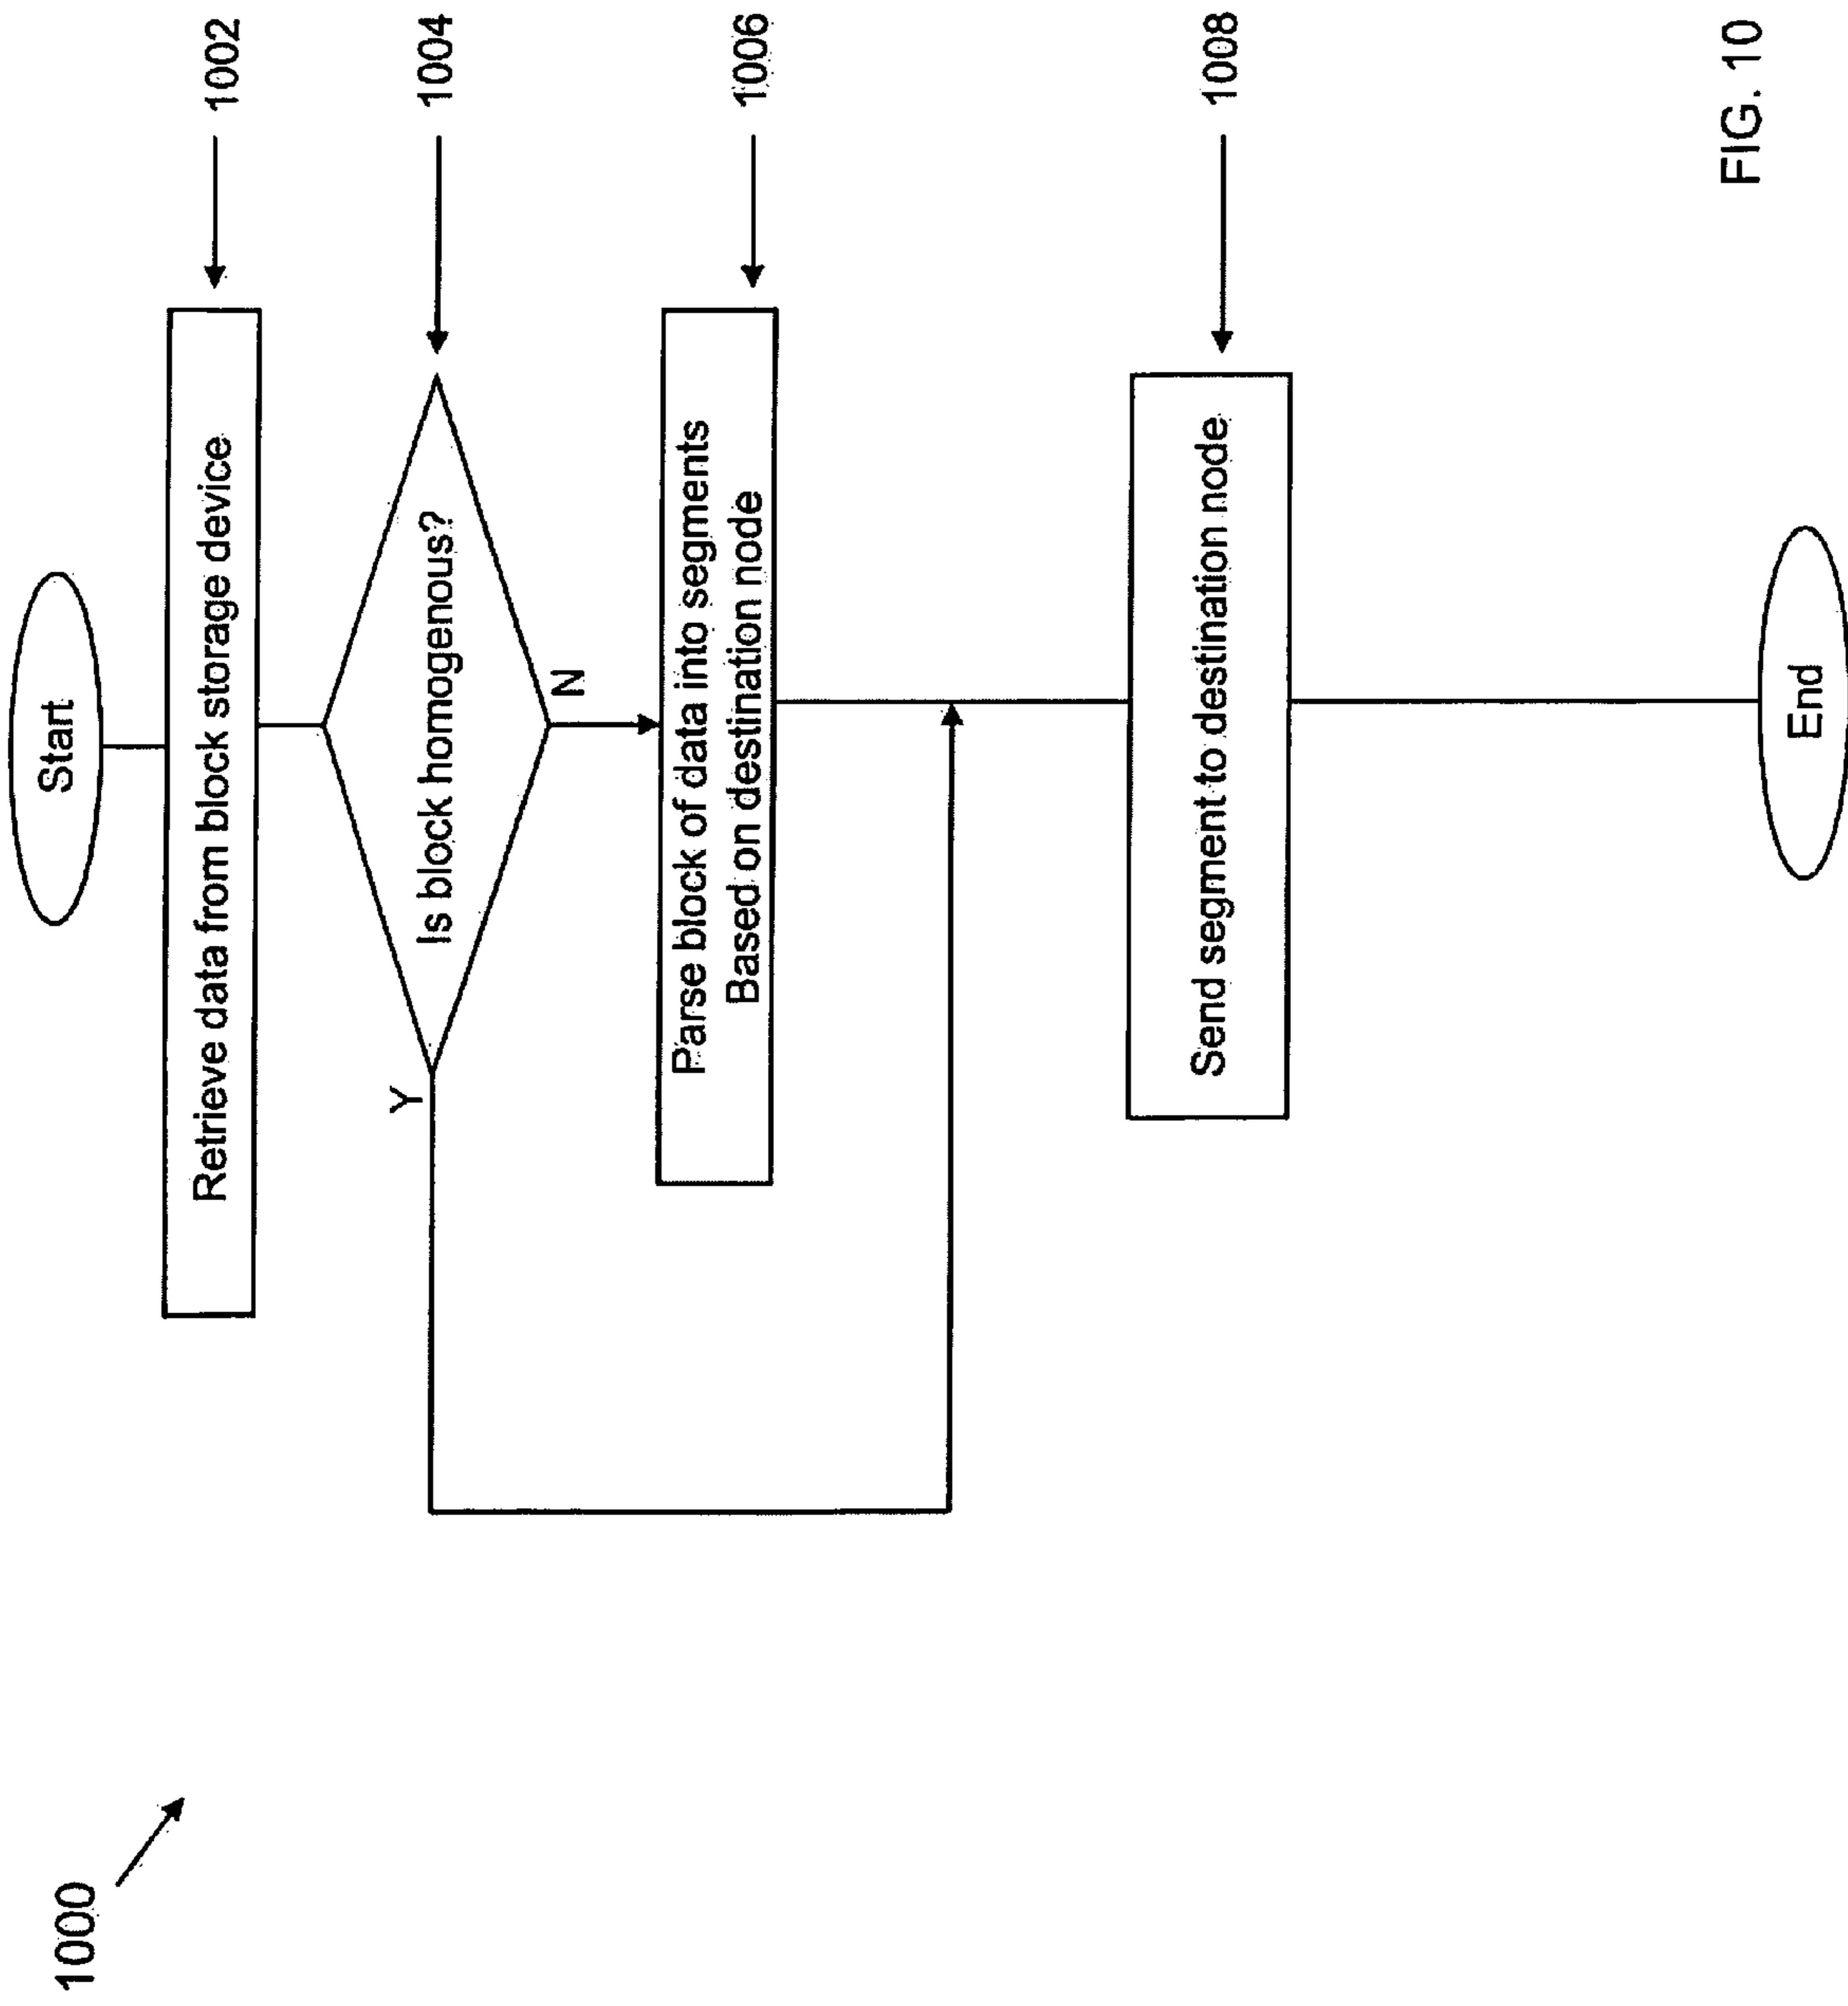 1000
Start
Retrieve data from block storage device
1002
Is block homogenous?
1004
Y
N
Parse block of data into segments
Based on destination node
1006
Send segment to destination node
1008
End
FIG. 10